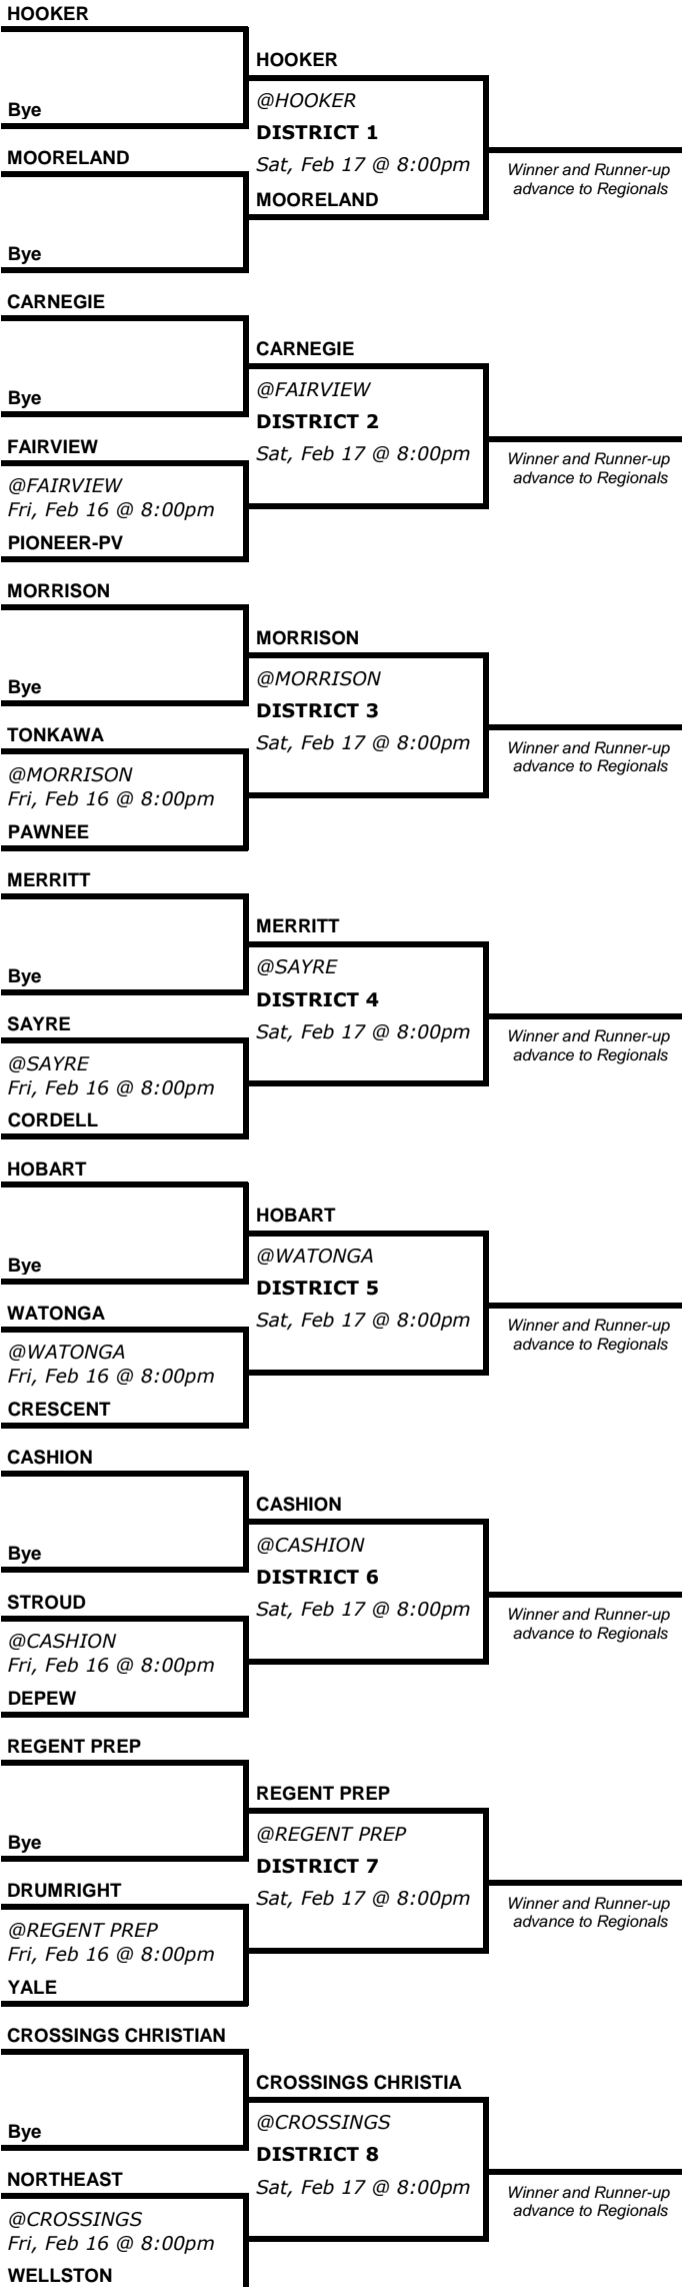 HOOKER
HOOKER
@HOOKER
Bye
DISTRICT 1
MOORELAND
Sat, Feb 17 @ 8:00pm
Winner and Runner-up
advance to Regionals
MOORELAND
Bye
CARNEGIE
CARNEGIE
@FAIRVIEW
Bye
DISTRICT 2
FAIRVIEW
Sat, Feb 17 @ 8:00pm
Winner and Runner-up
advance to Regionals
@FAIRVIEW
Fri, Feb 16 @ 8:00pm
PIONEER-PV
MORRISON
MORRISON
@MORRISON
Bye
DISTRICT 3
TONKAWA
Sat, Feb 17 @ 8:00pm
Winner and Runner-up
advance to Regionals
@MORRISON
Fri, Feb 16 @ 8:00pm
PAWNEE
MERRITT
MERRITT
@SAYRE
Bye
DISTRICT 4
SAYRE
Sat, Feb 17 @ 8:00pm
Winner and Runner-up
advance to Regionals
@SAYRE
Fri, Feb 16 @ 8:00pm
CORDELL
HOBART
HOBART
@WATONGA
Bye
DISTRICT 5
WATONGA
Sat, Feb 17 @ 8:00pm
Winner and Runner-up
advance to Regionals
@WATONGA
Fri, Feb 16 @ 8:00pm
CRESCENT
CASHION
CASHION
@CASHION
Bye
DISTRICT 6
STROUD
Sat, Feb 17 @ 8:00pm
Winner and Runner-up
advance to Regionals
@CASHION
Fri, Feb 16 @ 8:00pm
DEPEW
REGENT PREP
REGENT PREP
@REGENT PREP
Bye
DISTRICT 7
DRUMRIGHT
Sat, Feb 17 @ 8:00pm
Winner and Runner-up
advance to Regionals
@REGENT PREP
Fri, Feb 16 @ 8:00pm
YALE
CROSSINGS CHRISTIAN
CROSSINGS CHRISTIA
@CROSSINGS
Bye
DISTRICT 8
NORTHEAST
Sat, Feb 17 @ 8:00pm
Winner and Runner-up
advance to Regionals
@CROSSINGS
Fri, Feb 16 @ 8:00pm
WELLSTON